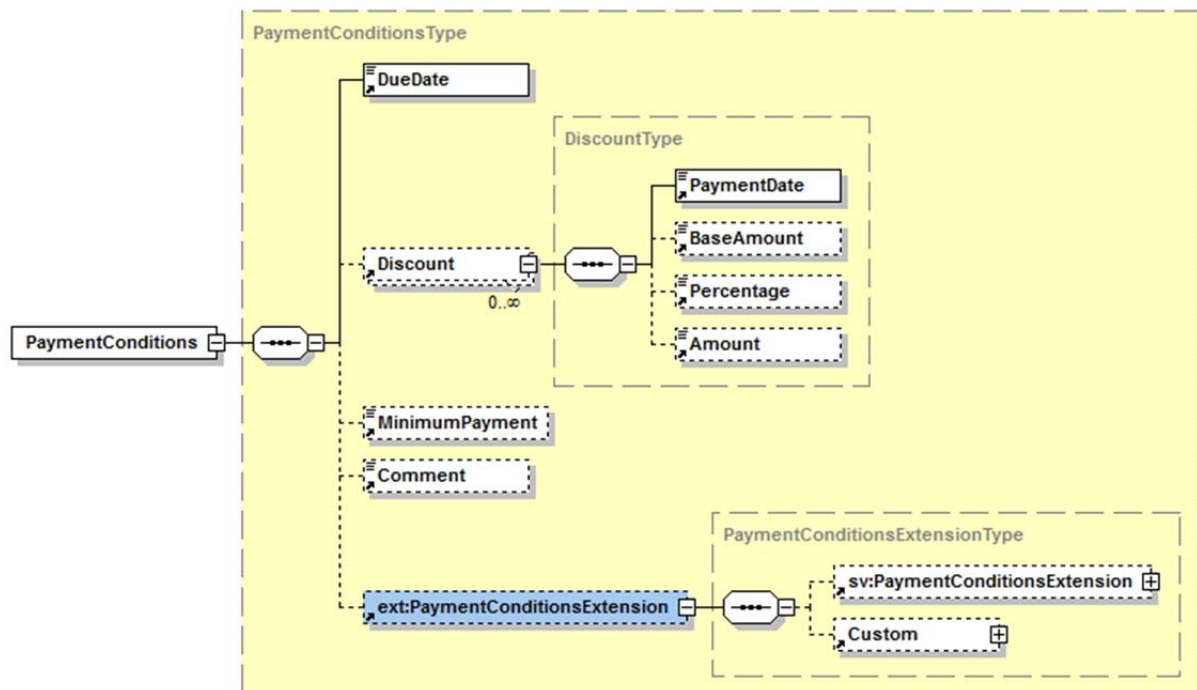 PaymentConditionsType
DueDate
DiscountType
PaymentDate
BaseAmount
Discount
0..∞
Percentage
Amount
PaymentConditions
MinimumPayment
Comment
PaymentConditionsExtensionType
sv:PaymentConditionsExtension
ext:PaymentConditionsExtension
Custom